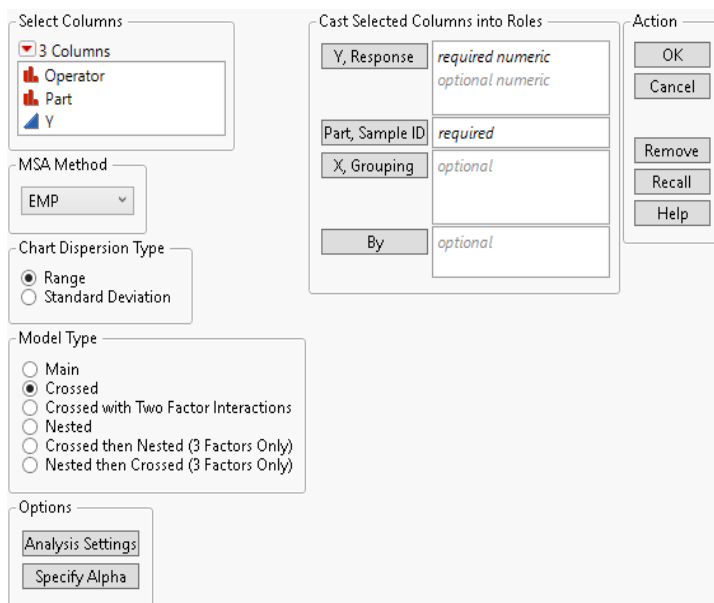 Select Columns
3 Columns
Operator
Part
Y
MSA Method
EMP
Chart Dispersion Type
Range
Standard Deviation
Model Type
Main
Crossed
Crossed with Two Factor Interactions
Nested
Crossed then Nested (3 Factors Only)
Nested then Crossed (3 Factors Only)
Options
Analysis Settings
Specify Alpha
Cast Selected Columns into Roles
Y, Response
required numeric
optional numeric
Part, Sample ID
required
X, Grouping
optional
By
optional
Action
OK
Cancel
Remove
Recall
Help